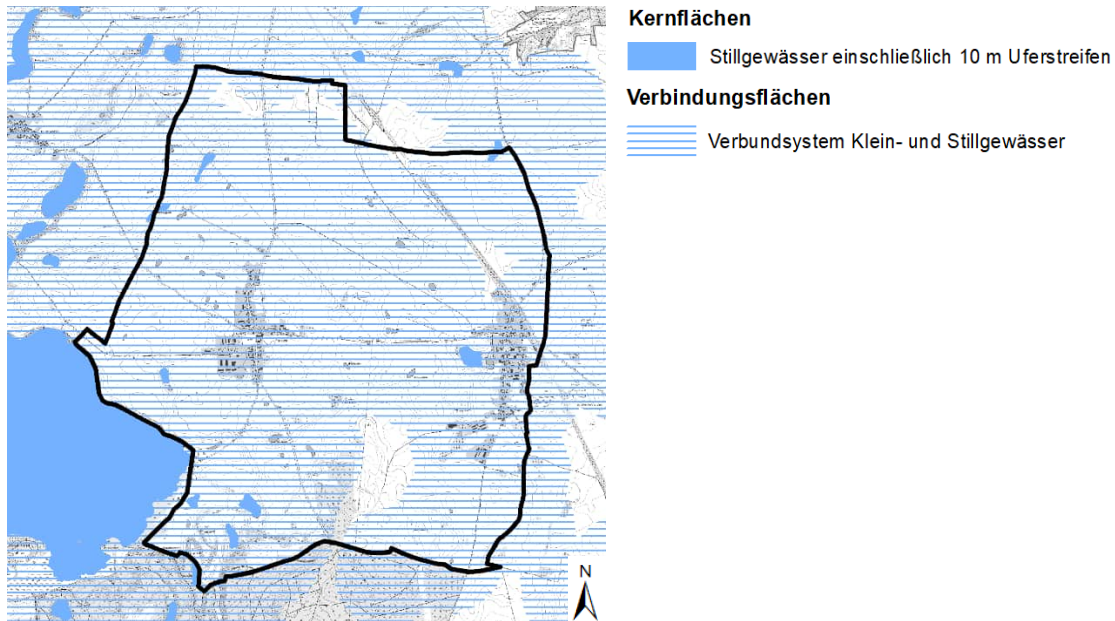 Kernflächen
Stillgewässer einschließlich 10 m Uferstreifen
Verbindungsflächen
Verbundsystem Klein- und Stillgewässer
N